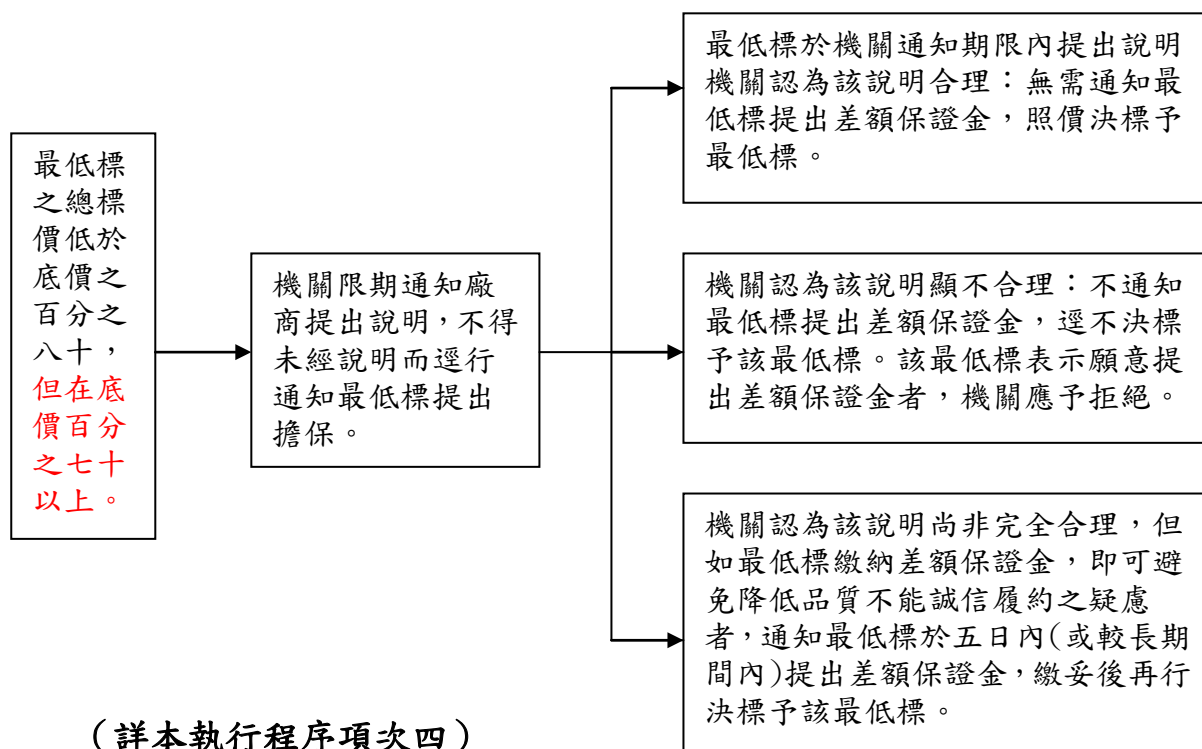 最低標
之總標
價低於
底價之
百分之
八十，
但在底
價百分
之七十
以上。
機關限期通知廠
商提出說明，不得
未經說明而逕行
通知最低標提出
擔保。
最低標於機關通知期限內提出說明
機關認為該說明合理：無需通知最
低標提出差額保證金，照價決標予
最低標。
機關認為該說明顯不合理：不通知
最低標提出差額保證金，逕不決標
予該最低標。該最低標表示願意提
出差額保證金者，機關應予拒絕。
機關認為該說明尚非完全合理，但
如最低標繳納差額保證金，即可避
免降低品質不能誠信履約之疑慮
者，通知最低標於五日內(或較長期
間內)提出差額保證金，繳妥後再行
決標予該最低標。
（詳本執行程序項次四）